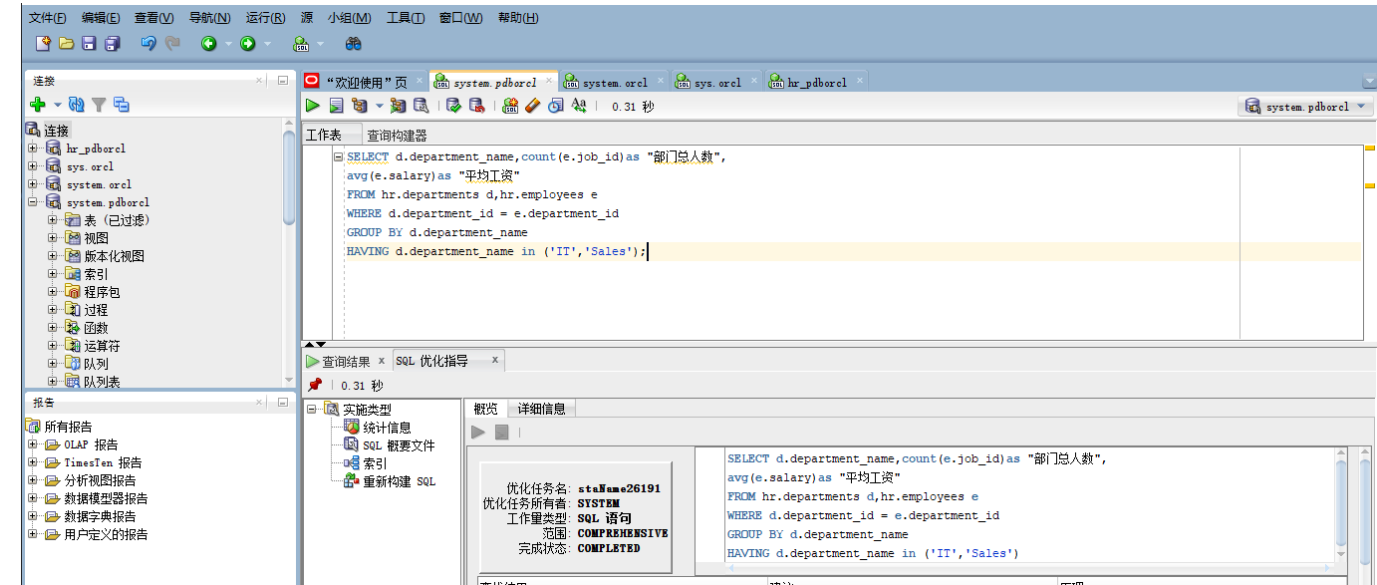 文件(F) 编辑(E) 查看(V) 导航(N) 运行(R) 源 小组(M) 工具(T) 窗口(W) 帮助(H)
连接
“欢迎使用”页
system.pdborcl
system.orcl
sys.orcl
hr_pdborcl
0.31 秒
system.pdborcl
连接
hr_pdborcl
sys.orcl
system.orcl
system.pdborcl
表 (已过滤)
视图
版本化视图
索引
程序包
过程
函数
运算符
队列
队列表
工作表 查询构建器
SELECT d.department_name,count(e.job_id)as "部门总人数",
avg(e.salary)as "平均工资"
FROM hr.departments d,hr.employees e
WHERE d.department_id = e.department_id
GROUP BY d.department_name
HAVING d.department_name in ('IT','Sales');
报告
所有报告
OLAP 报告
TimesTen 报告
分析视图报告
数据模型器报告
数据字典报告
用户定义的报告
查询结果 x SQL 优化指导 x
0.31 秒
实施类型
统计信息
SQL 概要文件
索引
重新构建 SQL
概览 详细信息
优化任务名: staName26191
优化任务所有者: SYSTEM
工作量类型: SQL 语句
范围: COMPREHENSIVE
完成状态: COMPLETED
SELECT d.department_name,count(e.job_id)as "部门总人数",
avg(e.salary)as "平均工资"
FROM hr.departments d,hr.employees e
WHERE d.department_id = e.department_id
GROUP BY d.department_name
HAVING d.department_name in ('IT','Sales')